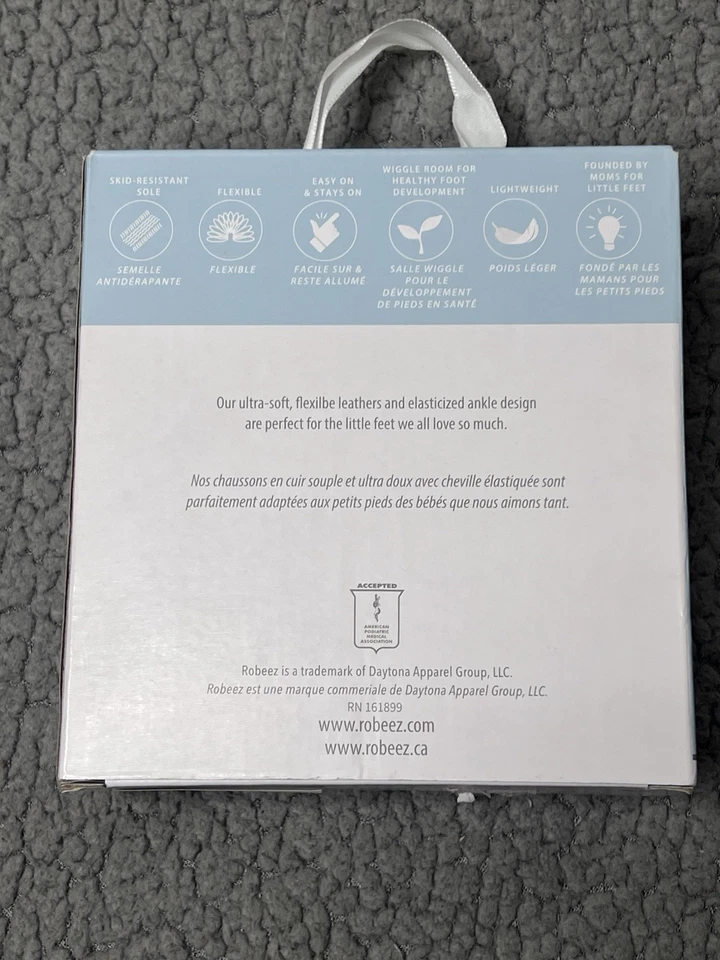 SKID-RESISTANT
SOLE
FLEXIBLE
EASY ON
& STAYS ON
WIGGLE ROOM FOR
HEALTHY FOOT
DEVELOPMENT
LIGHTWEIGHT
FOUNDED BY
MOMS FOR
LITTLE FEET
SEMELLE
ANTIDÉRAPANTE
FLEXIBLE
FACILE SUR &
RESTE ALLUMÉ
SALLE WIGGLE
POUR LE
DÉVELOPPEMENT
DE PIEDS EN SANTÉ
POIDS LÉGER
FONDÉ PAR LES
MAMANS POUR
LES PETITS PIEDS
Our ultra-soft, flexilbe leathers and elasticized ankle design
are perfect for the little feet we all love so much.
Nos chaussons en cuir souple et ultra doux avec cheville élastiquée sont
parfaitement adaptées aux petits pieds des bébés que nous aimons tant.
ACCEPTED
AMERICAN
PODIATRIC
MEDICAL
ASSOCIATION
Robeez is a trademark of Daytona Apparel Group, LLC.
Robeez est une marque commeriale de Daytona Apparel Group, LLC.
RN 161899
www.robeez.com
www.robeez.ca